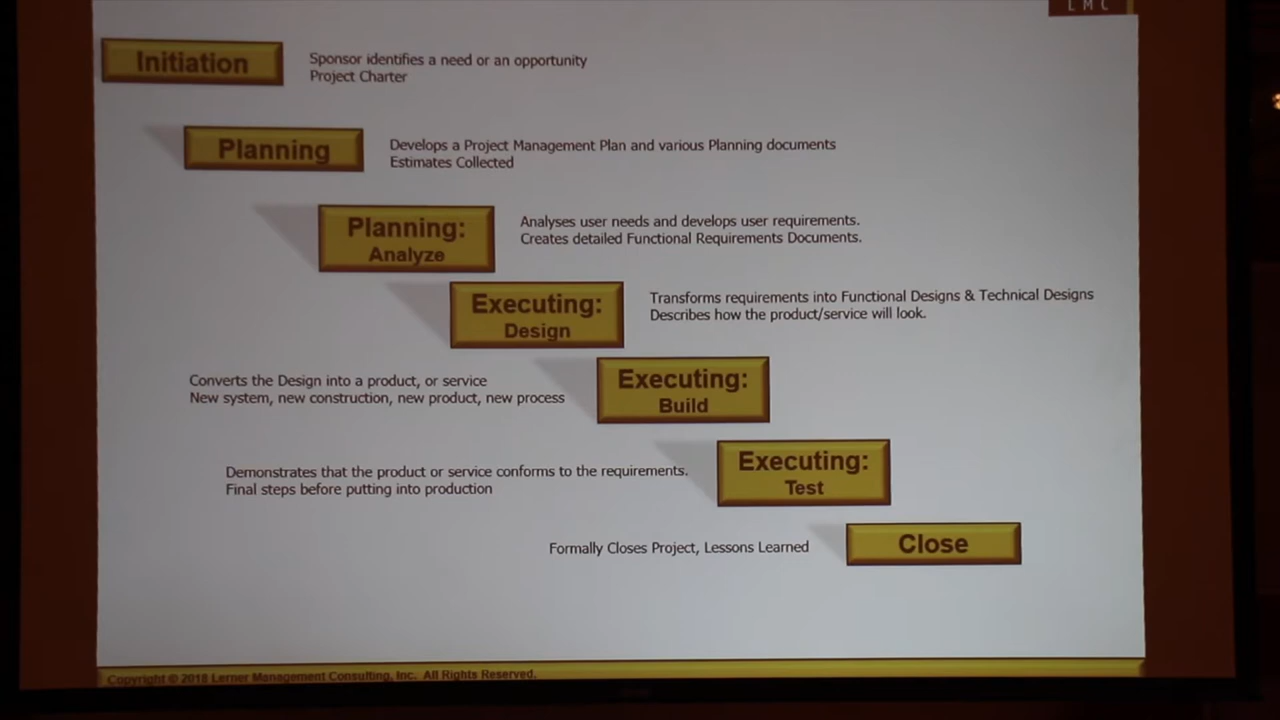 LMC
Initiation
Sponsor identifies a need or an opportunity
Project Charter
Planning
Develops a Project Management Plan and various Planning documents
Estimates Collected
Planning:
Analyze
Analyses user needs and develops user requirements.
Creates detailed Functional Requirements Documents.
Executing:
Design
Transforms requirements into Functional Designs & Technical Designs
Describes how the product/service will look.
Converts the Design into a product, or service
New system, new construction, new product, new process
Executing:
Build
Demonstrates that the product or service conforms to the requirements.
Final steps before putting into production
Executing:
Test
Formally Closes Project, Lessons Learned
Close
Copyright © 2018 Lerner Management Consulting, Inc. All Rights Reserved.